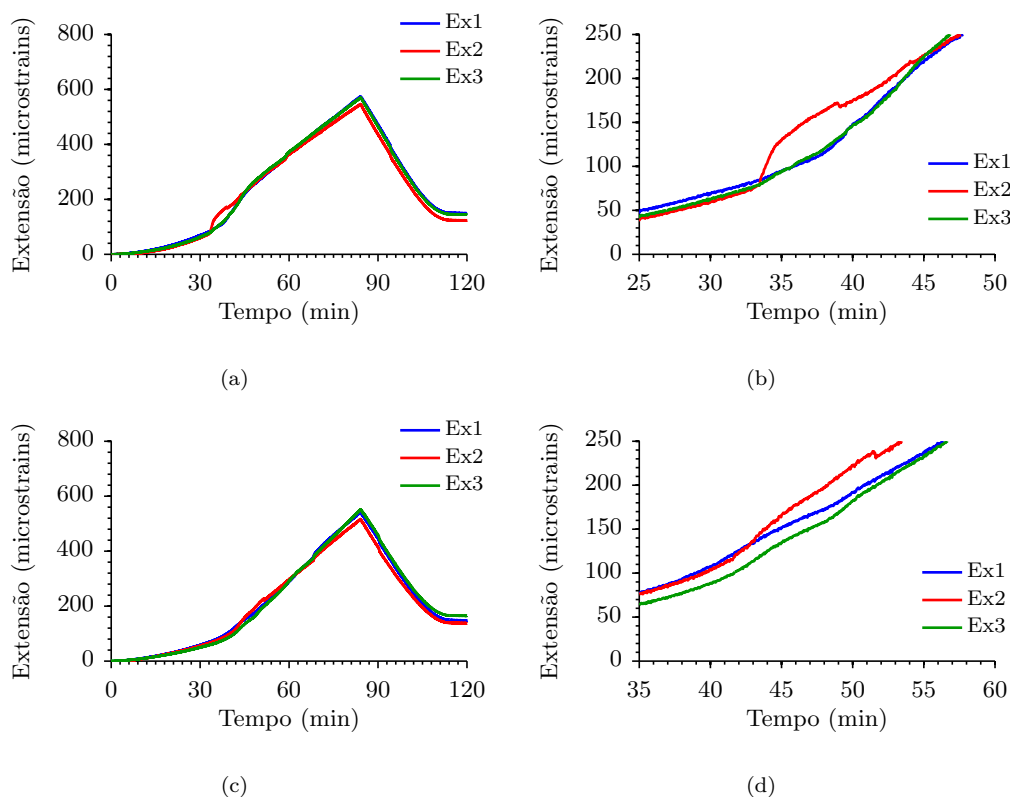 800
600
400
200
0
0 30 60 90 120
Extensão (microstrains)
Tempo (min)
Ex1
Ex2
Ex3
(a)
250
200
150
100
50
0
25 30 35 40 45 50
Extensão (microstrains)
Tempo (min)
Ex1
Ex2
Ex3
(b)
800
600
400
200
0
0 30 60 90 120
Extensão (microstrains)
Tempo (min)
Ex1
Ex2
Ex3
(c)
250
200
150
100
50
0
35 40 45 50 55 60
Extensão (microstrains)
Tempo (min)
Ex1
Ex2
Ex3
(d)